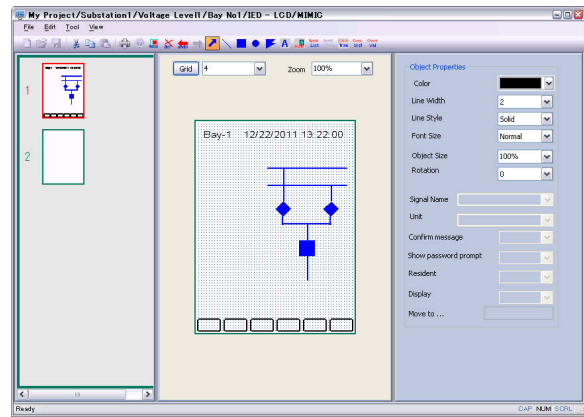 My Project/Substation1/Voltage Level1/Bay No1/IED - LCD/MIMIC
File Edit Tool View
A
Grid 4 Zoom 100%
1
2
Bay-1 12/22/2011 13:22:00
Object Properties
Color
Line Width 2
Line Style Solid
Font Size Normal
Object Size 100%
Rotation 0
Signal Name
Unit
Confirm message
Show password prompt
Resident
Display
Move to ...
Ready CAP NUM SCRL